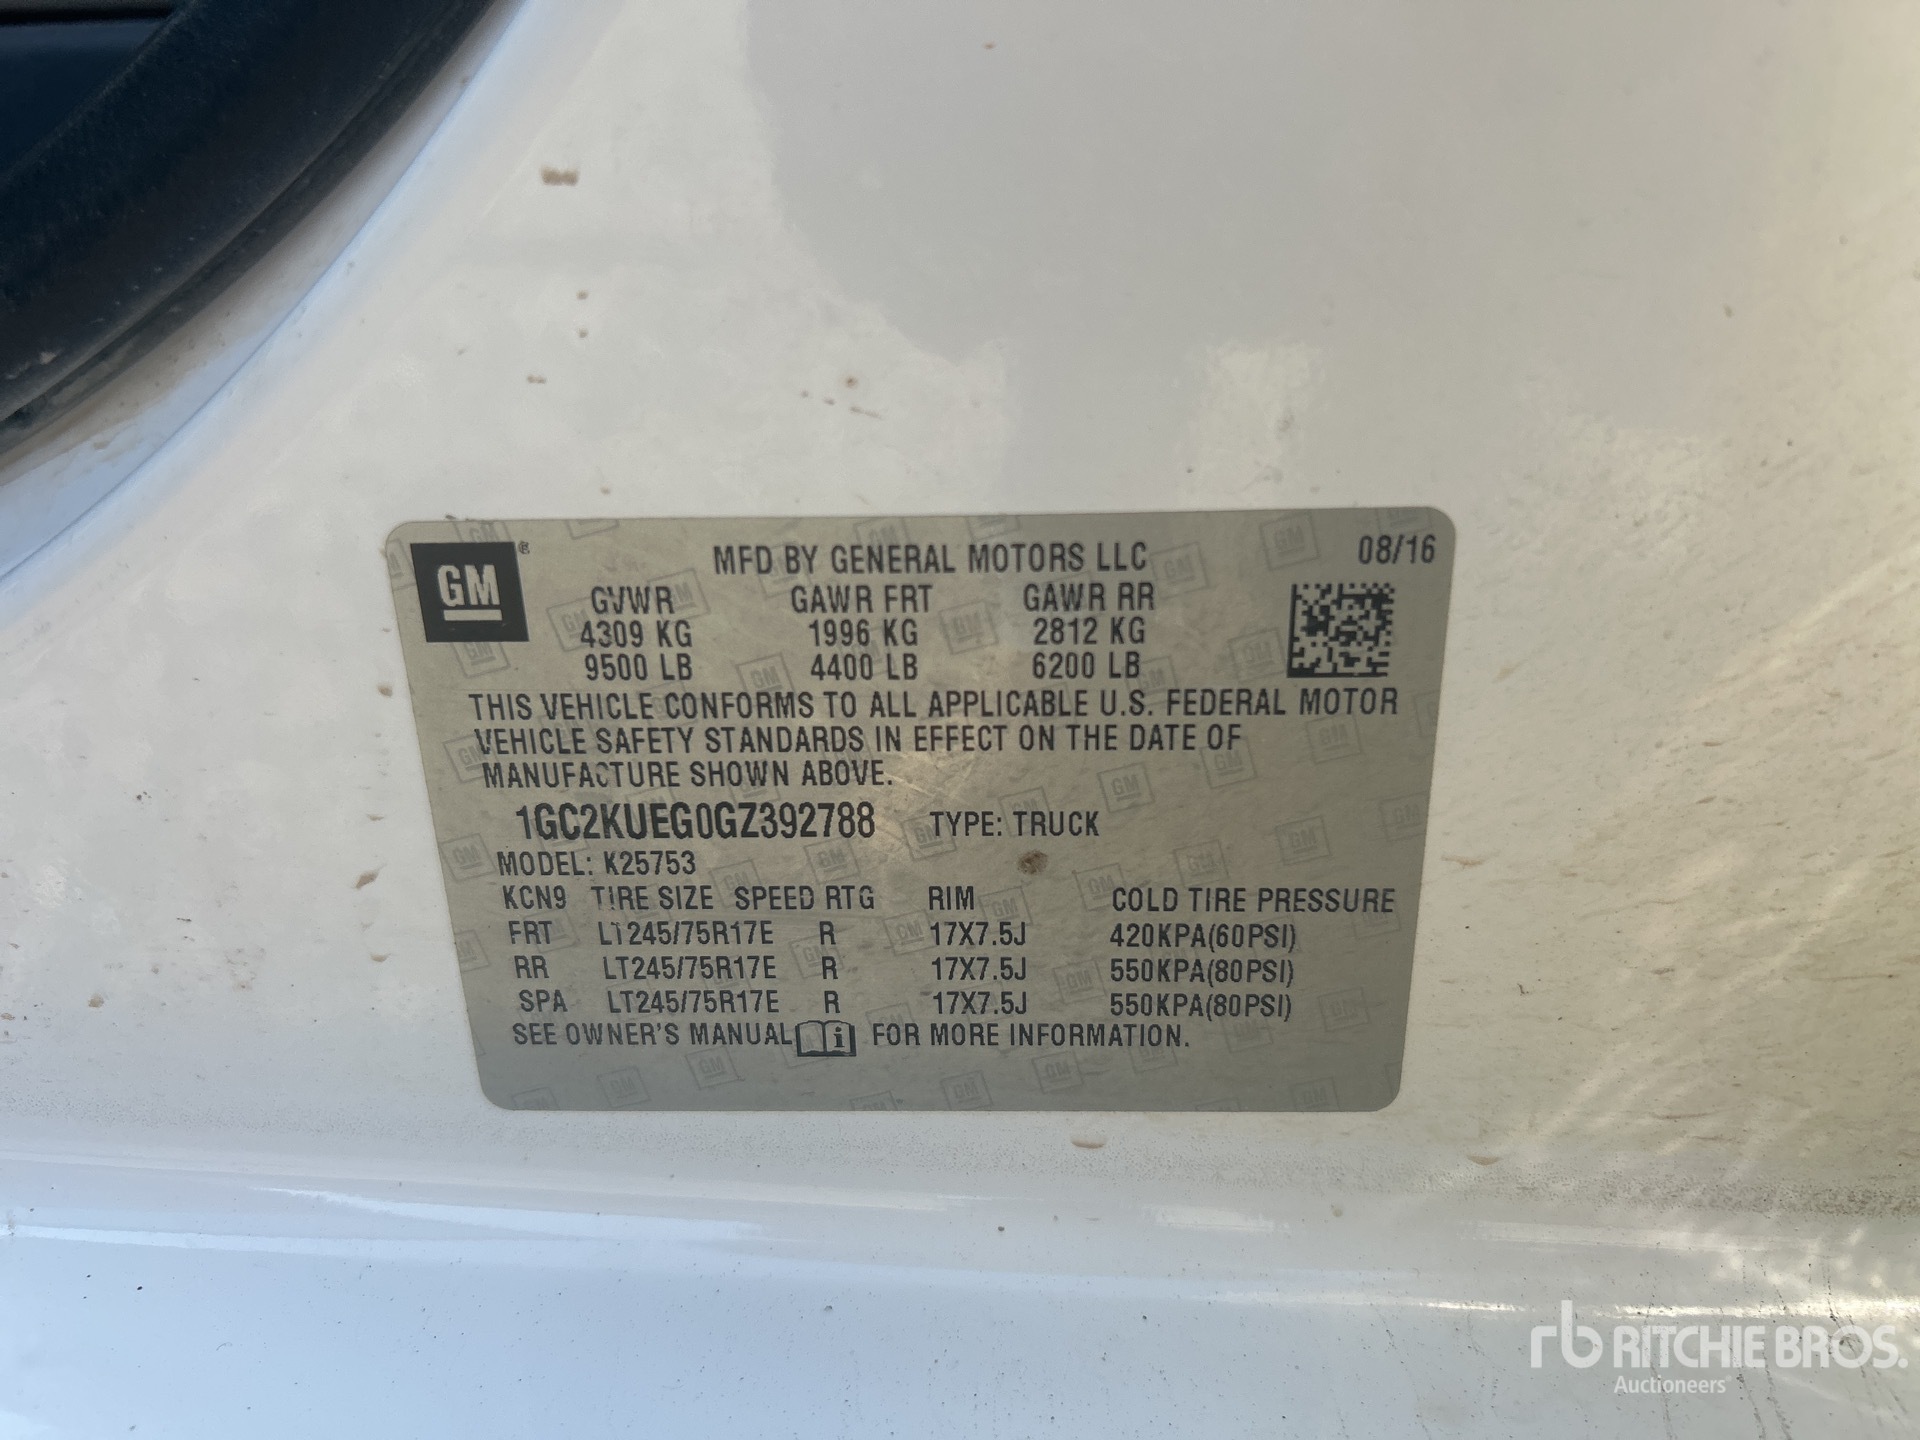 GM
MFD BY GENERAL MOTORS LLC 08/16
GVWR GAWR FRT GAWR RR
4309 KG 1996 KG 2812 KG
9500 LB 4400 LB 6200 LB
THIS VEHICLE CONFORMS TO ALL APPLICABLE U.S. FEDERAL MOTOR
VEHICLE SAFETY STANDARDS IN EFFECT ON THE DATE OF
MANUFACTURE SHOWN ABOVE.
1GC2KUEG0GZ392788 TYPE: TRUCK
MODEL: K25753
KCN9 TIRE SIZE SPEED RTG RIM COLD TIRE PRESSURE
FRT LT245/75R17E R 17X7.5J 420KPA(60PSI)
RR LT245/75R17E R 17X7.5J 550KPA(80PSI)
SPA LT245/75R17E R 17X7.5J 550KPA(80PSI)
SEE OWNER'S MANUAL i FOR MORE INFORMATION.
rb RITCHIE BROS.
Auctioneers